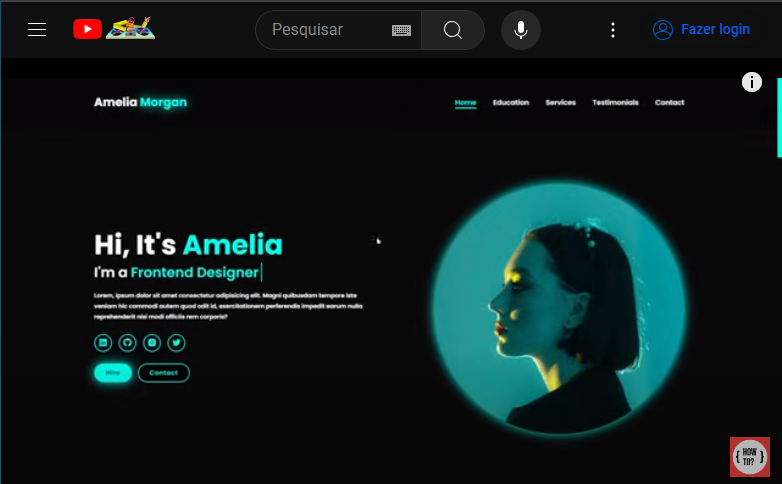 Pesquisar
Fazer login
Amelia Morgan
Home Education Services Testimonials Contact
Hi, It's Amelia
I'm a Frontend Designer
Lorem, ipsum dolor sit amet consectetur adipisicing elit. Magni quibusdam tempore iste
veniam hic commodi autem quod odit id, exercitationem perferendis impedit earum nulla
reprehenderit nisi modi officiis rem corporis?
Hire Contact
{ HOW TO? }